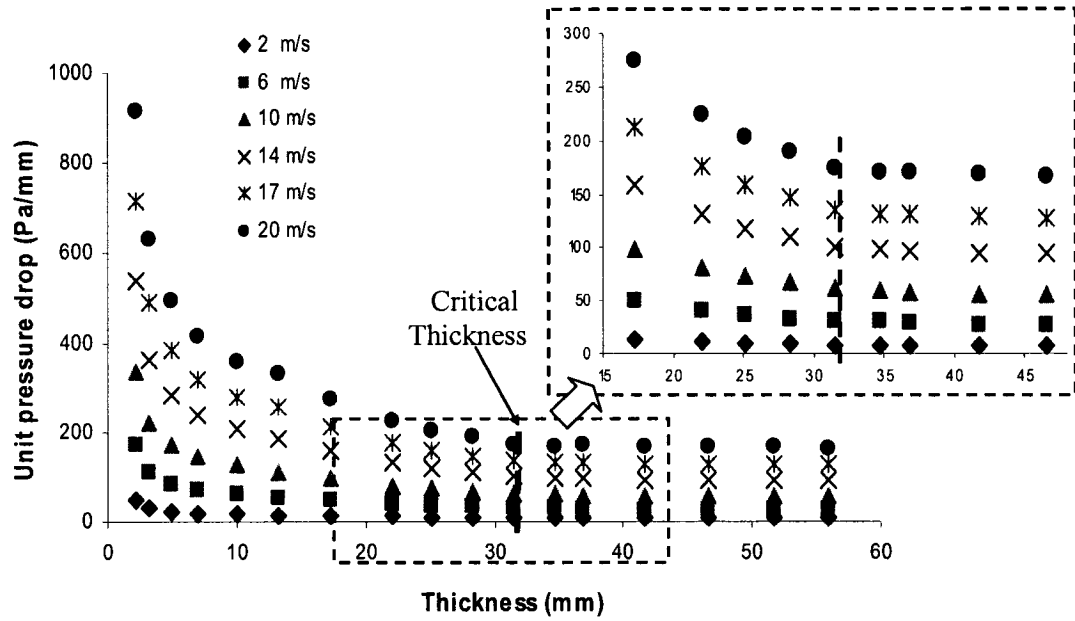 1000
800
600
400
200
0
Unit pressure drop (Pa/mm)
0 10 20 30 40 50 60
Thickness (mm)
2 m/s
6 m/s
10 m/s
14 m/s
17 m/s
20 m/s
Critical
Thickness
300
250
200
150
100
50
0
15 20 25 30 35 40 45